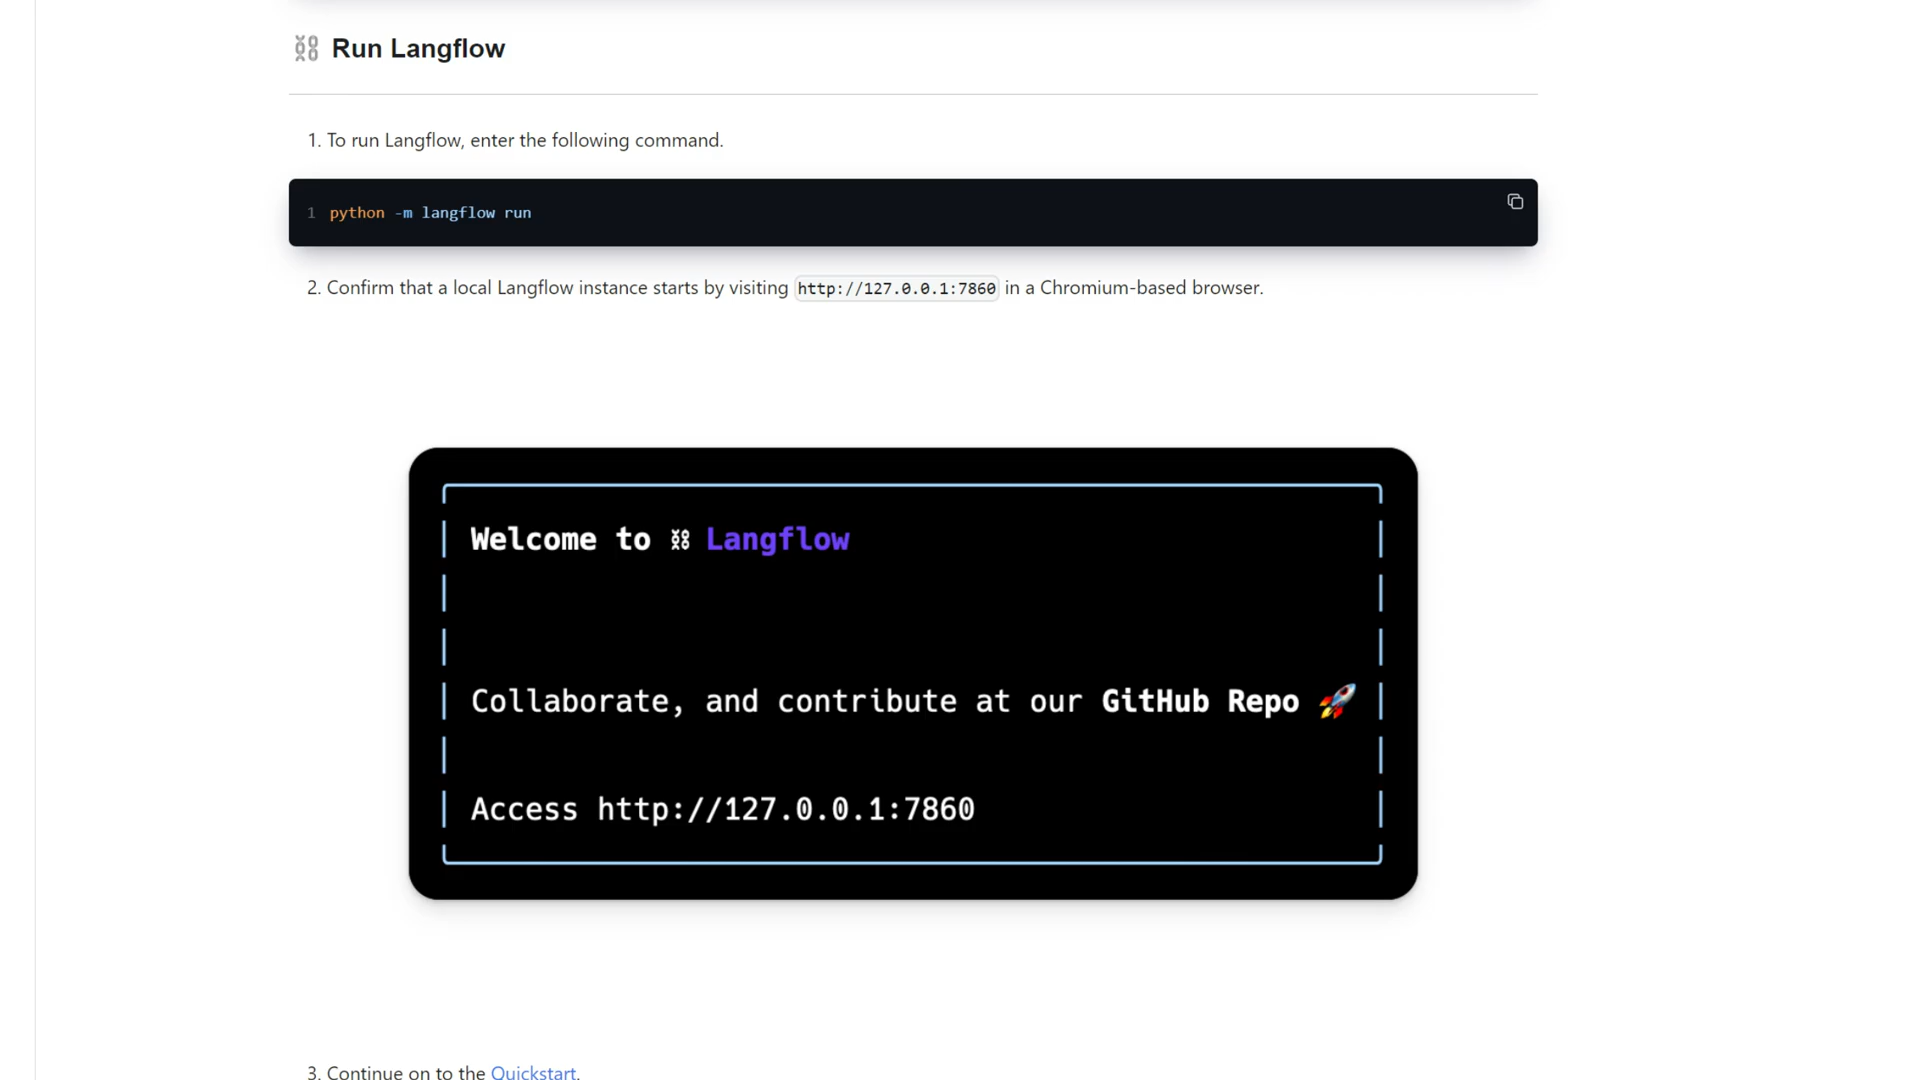 ⛓ Run Langflow
1. To run Langflow, enter the following command.
1 python -m langflow run
2. Confirm that a local Langflow instance starts by visiting http://127.0.0.1:7860 in a Chromium-based browser.
Welcome to ⛓ Langflow
Collaborate, and contribute at our GitHub Repo 🚀
Access http://127.0.0.1:7860
3. Continue on to the Quickstart.